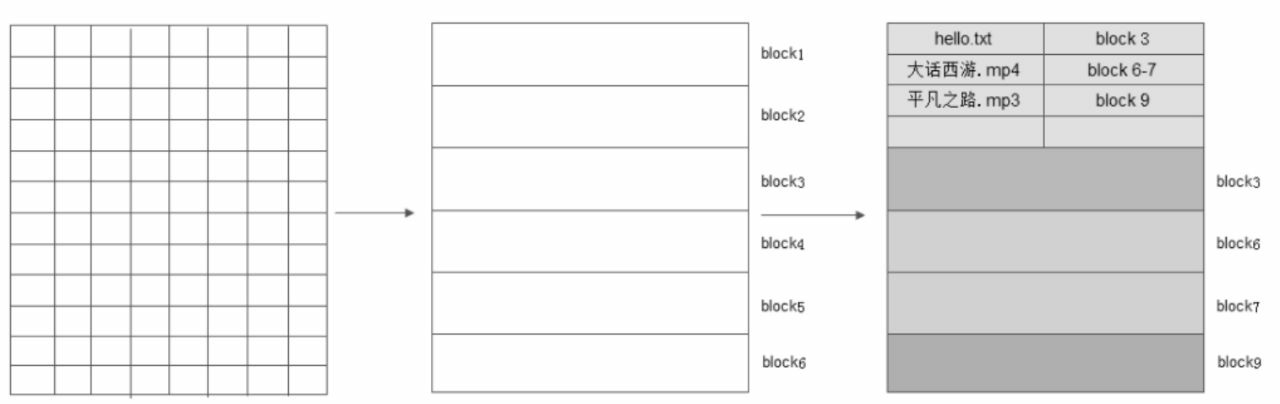 block1
block2
block3
block4
block5
block6
hello.txt block 3
大话西游.mp4 block 6-7
平凡之路.mp3 block 9
block3
block6
block7
block9